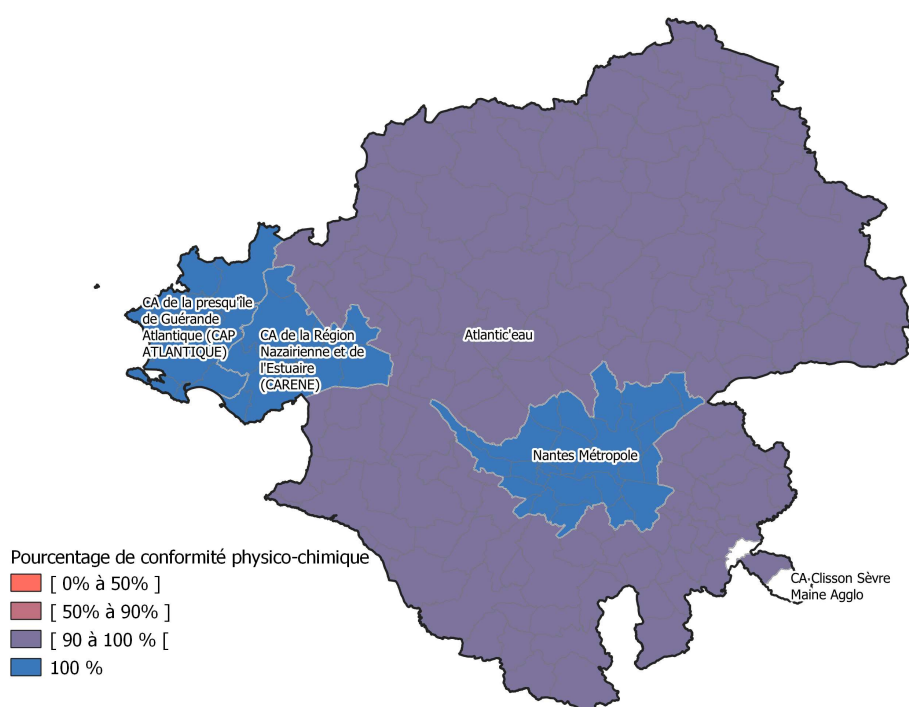 CA de la presqu'île
de Guérande
Atlantique (CAP
ATLANTIQUE)
CA de la Région
Nazairienne et de
l'Estuaire
(CARENE)
Atlantic'eau
Nantes Métropole
CA Clisson Sèvre
Maine Agglo
Pourcentage de conformité physico-chimique
[ 0% à 50% ]
[ 50% à 90% ]
[ 90 à 100 % [
100 %